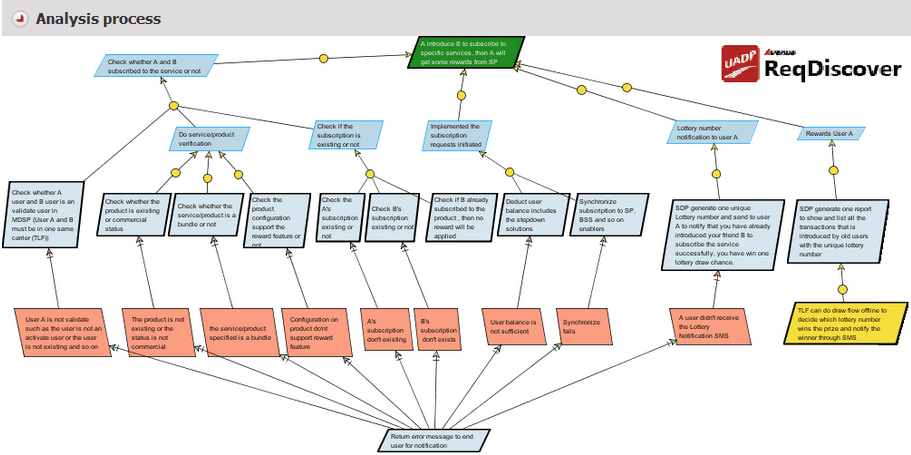 Analysis process
A introduce B to subscribe to
specific services, then A will
get some rewards from SP
UADP
Avenue
ReqDiscover
Check whether A and B
subscribed to the service or not
Do service/product
verification
Check if the
subscription is
existing or not
Implemented the
subscription
requests initiated
Lottery number
notification to user A
Rewards User A
Check whether A
user and B user is an
validate user in
MDSP (User A and B
must be in one same
carrier (TLF))
Check whether the
product is existing
or commercial
status
Check whether the
service/product is a
bundle or not
Check the
product
configuration
support the
reward feature or
not
Check the
A's subscription
existing or
not
Check B's
subscription
existing or not
Check if B already
subscribed to the
product , then no
reward will be
applied
Deduct user
balance includes
the stepdown
solutions
Synchronize
subscription to SP,
BSS and so on
enablers
SDP generate one unique
Lottery number and send to user
A to notify that you have already
introduced your friend B to
subscribe the service
successfully, you have win one
lottery draw chance.
SDP generate one report
to show and list all the
transactions that is
introduced by old users
with the unique lottery
number
User A is not validate
such as the user is not an
activate user or the user
is not existing and so on
The product is not
existing or the
status is not
commercial
the service/product
specified is a bundle
Configuration on
product do'nt
support reward
feature
A's
subscription
don't existing
B's
subscription
don't exists
User balance is
not sufficient
Synchronize
fails
A user didn't receive
the Lottery
Notification SMS
TLF can do draw flow offline to
decide which lottery number
wins the prize and notify the
winner through SMS
Return error message to end
user for notification